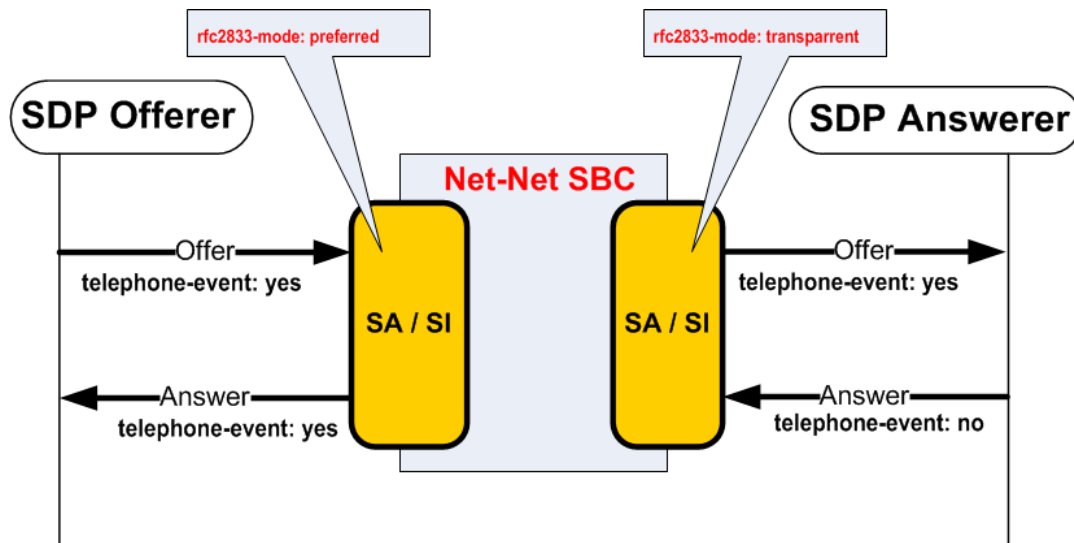 rfc2833-mode: preferred
rfc2833-mode: transparrent
SDP Offerer
SDP Answerer
Net-Net SBC
Offer
telephone-event: yes
Offer
telephone-event: yes
SA / SI
SA / SI
Answer
telephone-event: yes
Answer
telephone-event: no